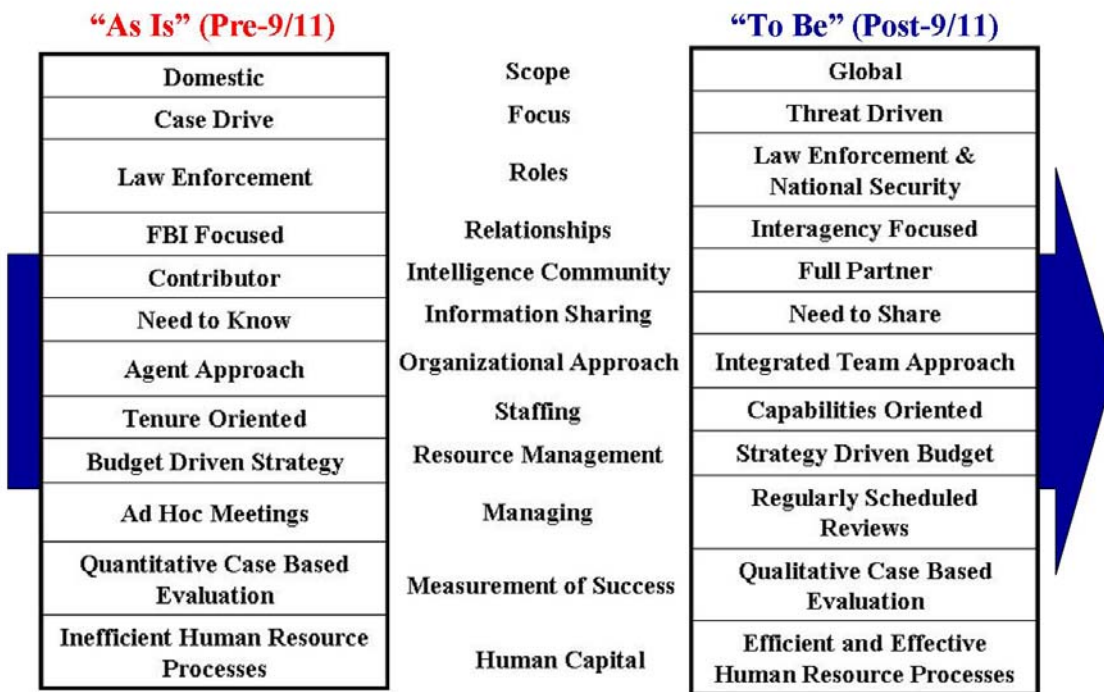 “As Is” (Pre-9/11)
“To Be” (Post-9/11)
Domestic
Scope
Global
Case Drive
Focus
Threat Driven
Law Enforcement
Roles
Law Enforcement &
National Security
FBI Focused
Relationships
Interagency Focused
Contributor
Intelligence Community
Full Partner
Need to Know
Information Sharing
Need to Share
Agent Approach
Organizational Approach
Integrated Team Approach
Tenure Oriented
Staffing
Capabilities Oriented
Budget Driven Strategy
Resource Management
Strategy Driven Budget
Ad Hoc Meetings
Managing
Regularly Scheduled
Reviews
Quantitative Case Based
Evaluation
Measurement of Success
Qualitative Case Based
Evaluation
Inefficient Human Resource
Processes
Human Capital
Efficient and Effective
Human Resource Processes